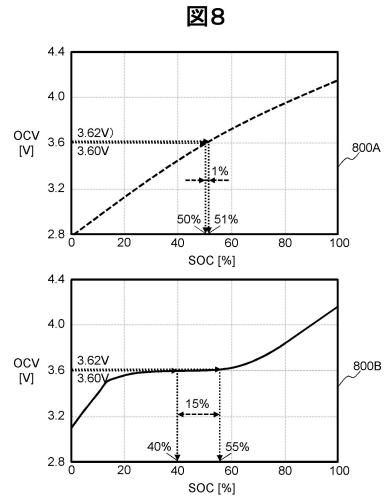 図8
4.4
4.0
3.6
3.2
2.8
OCV
[V]
3.62V)
3.60V
1%
50%
51%
0
20
40
60
80
100
SOC [%]
800A
4.4
4.0
3.6
3.2
2.8
OCV
[V]
3.62V
3.60V
15%
40%
55%
0
20
40
60
80
100
SOC [%]
800B